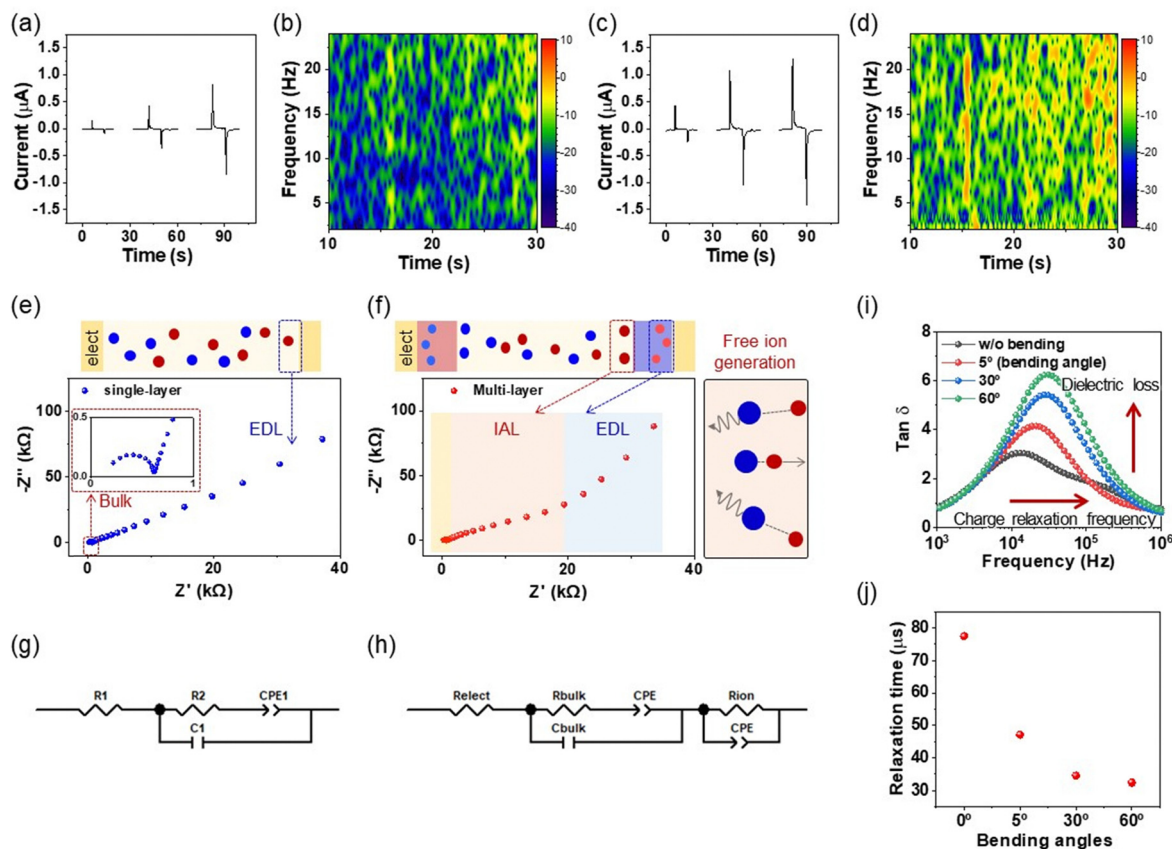 (a)
1.5
1.0
0.5
0.0
-0.5
-1.0
-1.5
Current (μA)
0 30 60 90
Time (s)
(b)
20
15
10
5
Frequency (Hz)
10 20 30
Time (s)
10
0
-10
-20
-30
-40
(c)
1.5
1.0
0.5
0.0
-0.5
-1.0
-1.5
Current (μA)
0 30 60 90
Time (s)
(d)
20
15
10
5
Frequency (Hz)
10 20 30
Time (s)
10
0
-10
-20
-30
-40
(e)
elect
single-layer
100
50
0
-Z" (kΩ)
0.5
0.0
0 1
EDL
Bulk
0 20 40
Z' (kΩ)
(f)
elect
Multi-layer
100
50
0
-Z" (kΩ)
IAL
EDL
0 20 40
Z' (kΩ)
Free ion
generation
(i)
8
6
4
2
0
Tan δ
w/o bending
5º (bending angle)
30º
60º
Dielectric loss
Charge relaxation frequency
10³ 10⁴ 10⁵ 10⁶
Frequency (Hz)
(g)
R1
R2
CPE1
C1
(h)
Relect
Rbulk
CPE
Rion
Cbulk
CPE
(j)
80
70
60
50
40
30
Relaxation time (μs)
0º 5º 30º 60º
Bending angles